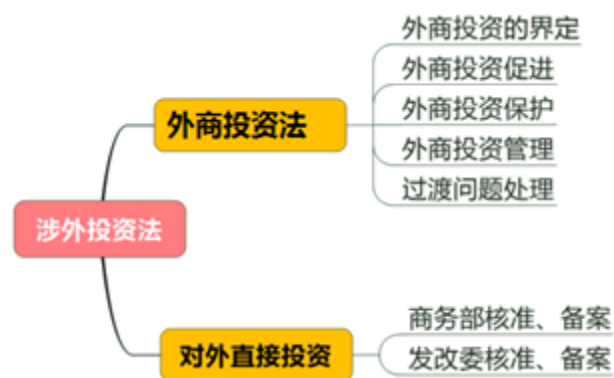 外商投资的界定
外商投资促进
外商投资法
外商投资保护
外商投资管理
过渡问题处理
涉外投资法
商务部核准、备案
对外直接投资
发改委核准、备案